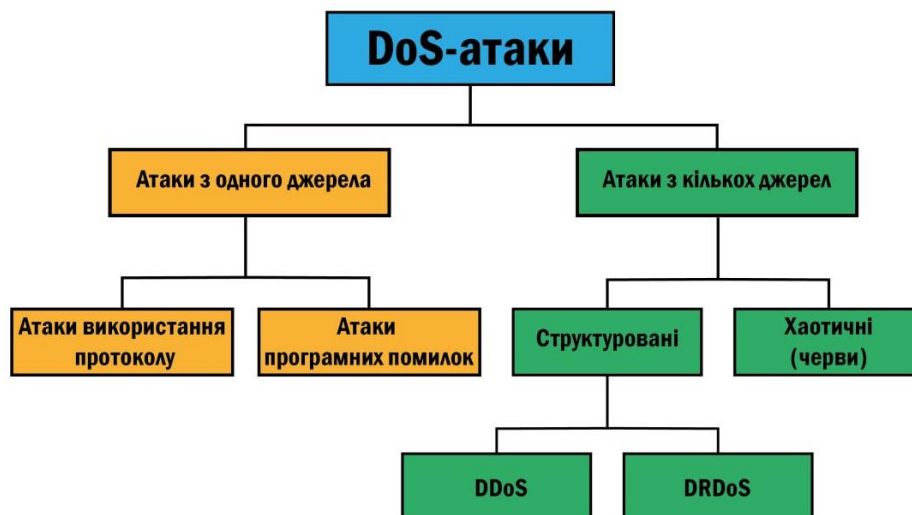 DoS-атаки
Атаки з одного джерела
Атаки з кількох джерел
Атаки використання
протоколу
Атаки
програмних помилок
Структуровані
Хаотичні
(черви)
DDoS
DRDoS